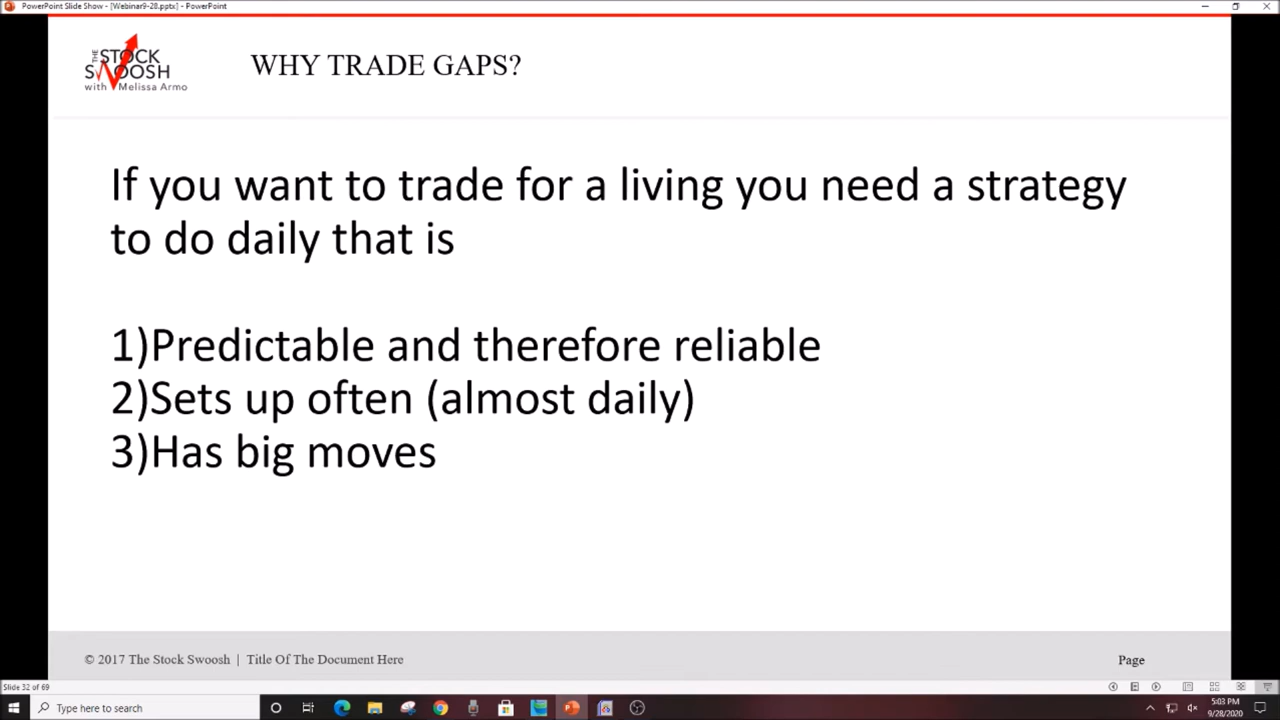 PowerPoint Slide Show - [Webinar9-28.pptx] - PowerPoint
THE
STOCK
SWOOSH
with Melissa Armo
WHY TRADE GAPS?
If you want to trade for a living you need a strategy
to do daily that is
1)Predictable and therefore reliable
2)Sets up often (almost daily)
3)Has big moves
© 2017 The Stock Swoosh | Title Of The Document Here
Page
Slide 32 of 69
Type here to search
5:03 PM
9/28/2020